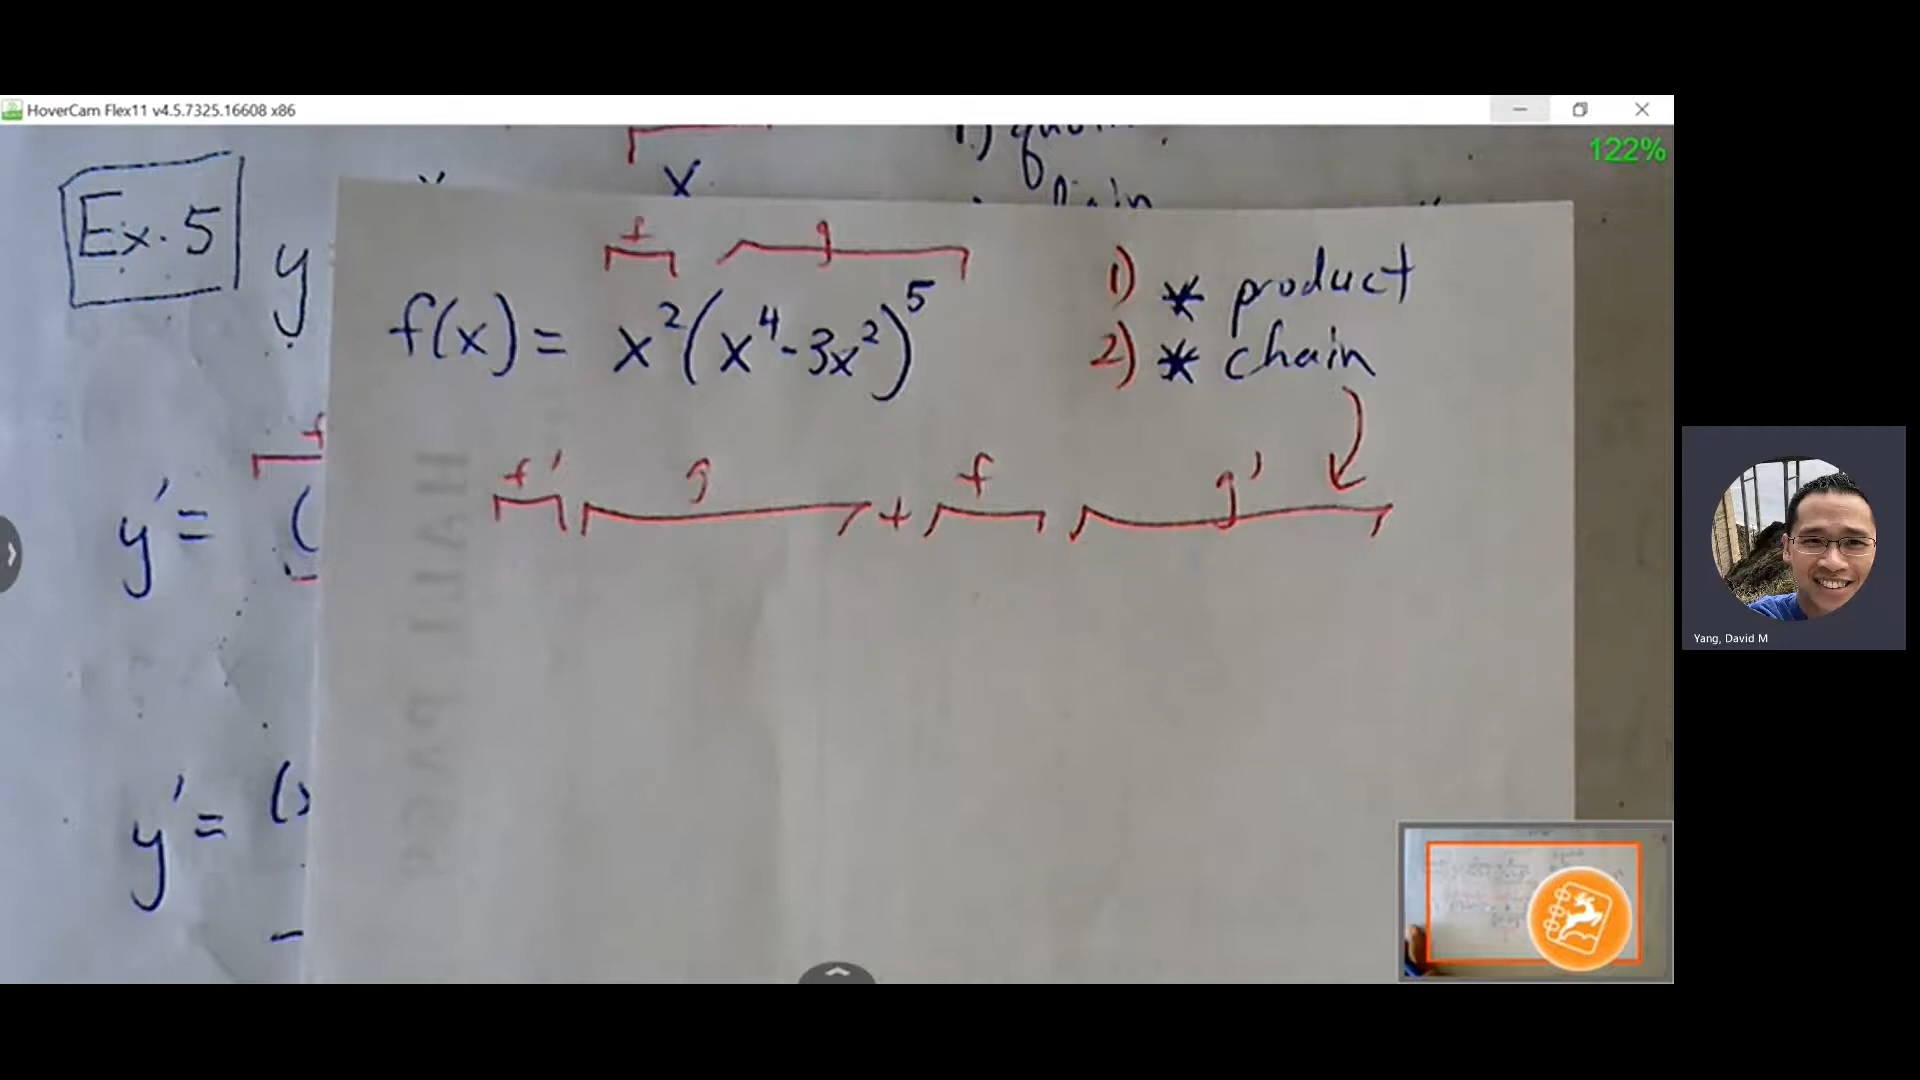 HoverCam Flex11 v4.5.7325.16608 x86
122%
x
Ex. 5
y
f g
f(x) = x²(x⁴-3x²)⁵
1) * product
2) * chain
f' g + f g'
y' = (
y' = (
Yang, David M